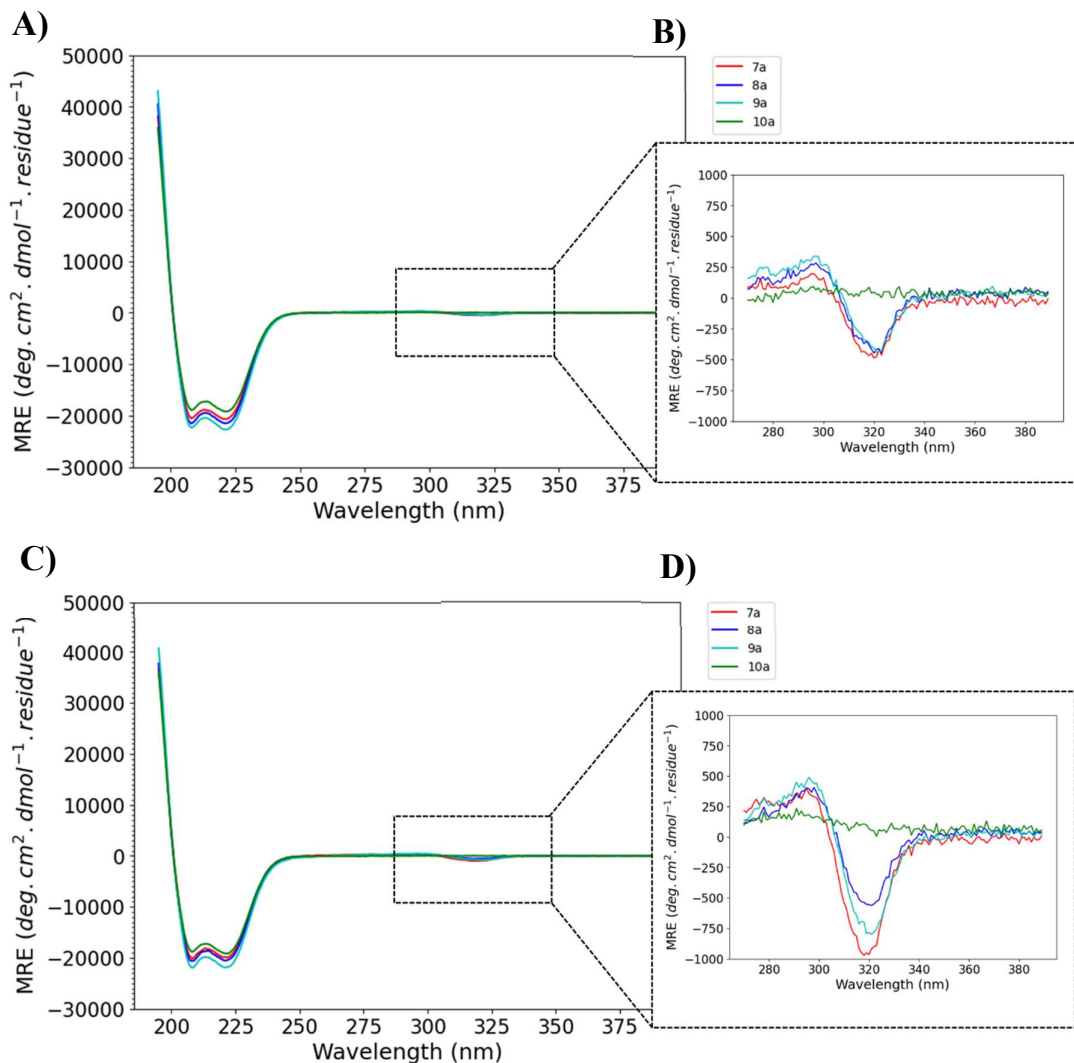 A)
B)
50000
40000
30000
20000
10000
0
−10000
−20000
−30000
MRE (deg. cm². dmol⁻¹. residue⁻¹)
200 225 250 275 300 325 350 375
Wavelength (nm)
7a
8a
9a
10a
1000
750
500
250
0
−250
−500
−750
−1000
MRE (deg. cm². dmol⁻¹. residue⁻¹)
280 300 320 340 360 380
Wavelength (nm)
C)
D)
50000
40000
30000
20000
10000
0
−10000
−20000
−30000
MRE (deg. cm². dmol⁻¹. residue⁻¹)
200 225 250 275 300 325 350 375
Wavelength (nm)
7a
8a
9a
10a
1000
750
500
250
0
−250
−500
−750
−1000
MRE (deg. cm². dmol⁻¹. residue⁻¹)
280 300 320 340 360 380
Wavelength (nm)